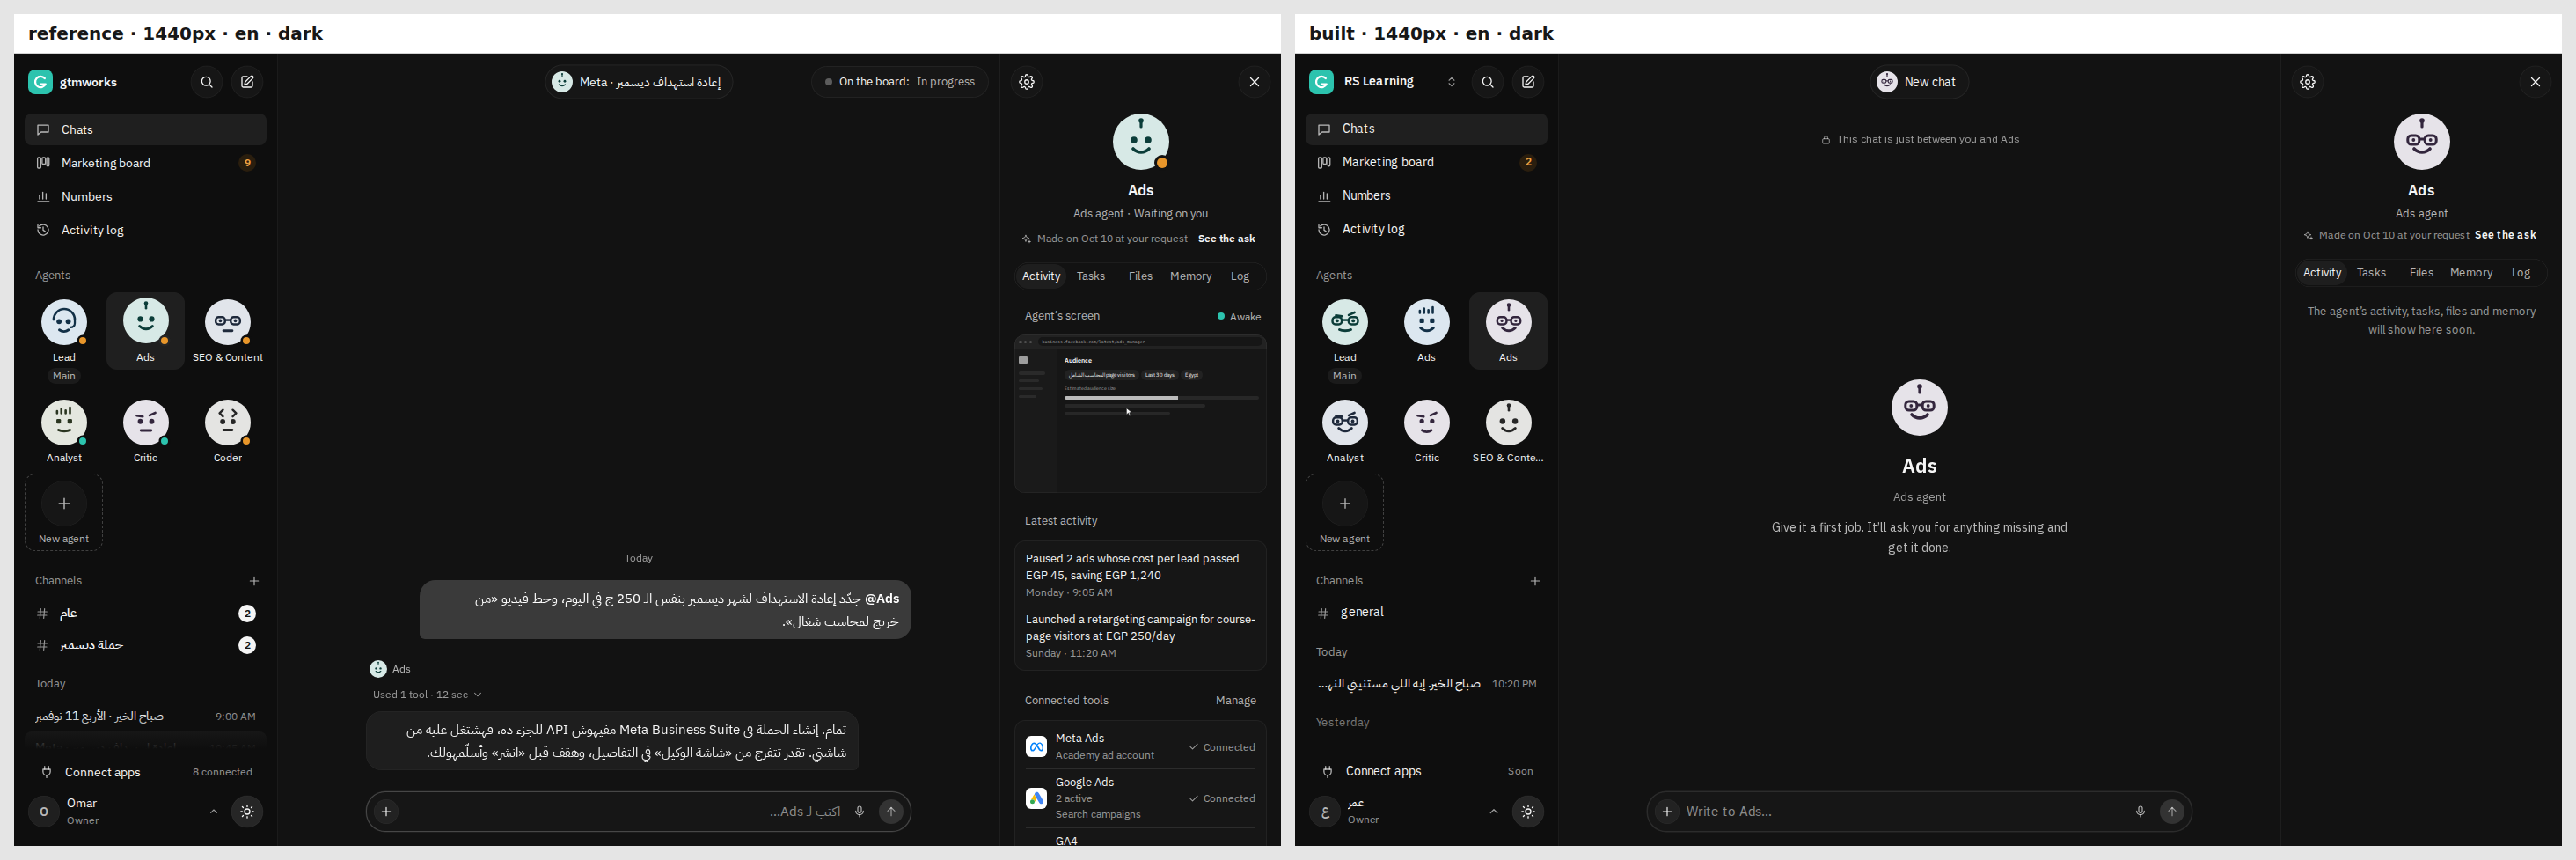 reference · 1440px · en · dark
gtmworks
Chats
Marketing board 9
Numbers
Activity log
Agents
Lead
Ads
SEO & Content
Main
Analyst
Critic
Coder
New agent
Channels
عام 2
حملة ديسمبر 2
Today
صباح الخير · الأربع 11 نوفمبر 9:00 AM
Connect apps 8 connected
O
Omar
Owner
Meta · إعادة استهداف ديسمبر
On the board: In progress
Today
@Ads جدّد إعادة الاستهداف لشهر ديسمبر بنفس الـ 250 ج في اليوم، وحط فيديو «من
خريج لمحاسب شغال».
Ads
Used 1 tool · 12 sec
تمام. إنشاء الحملة في Meta Business Suite مفيهوش API للجزء ده، فهشتغل عليه من
شاشتي. تقدر تتفرج من «شاشة الوكيل» في التفاصيل، وهقف قبل «انشر» وأسلّمهولك.
اكتب لـ Ads...
Ads
Ads agent · Waiting on you
Made on Oct 10 at your request See the ask
Activity Tasks Files Memory Log
Agent's screen Awake
business.facebook.com/latest/ads_manager
Audience
Last 30 days
Egypt
Estimated audience size
Latest activity
Paused 2 ads whose cost per lead passed
EGP 45, saving EGP 1,240
Monday · 9:05 AM
Launched a retargeting campaign for course-
page visitors at EGP 250/day
Sunday · 11:20 AM
Connected tools Manage
Meta Ads
Academy ad account
Connected
Google Ads
2 active
Search campaigns
Connected
GA4
built · 1440px · en · dark
RS Learning
Chats
Marketing board 2
Numbers
Activity log
Agents
Lead
Ads
Ads
Main
Analyst
Critic
SEO & Conte...
New agent
Channels
general
Today
صباح الخير. إيه اللي مستنيني النه... 10:20 PM
Yesterday
Connect apps Soon
ع
عمر
Owner
New chat
This chat is just between you and Ads
Ads
Ads agent
Give it a first job. It'll ask you for anything missing and
get it done.
Write to Ads...
Ads
Ads agent
Made on Oct 10 at your request See the ask
Activity Tasks Files Memory Log
The agent's activity, tasks, files and memory
will show here soon.